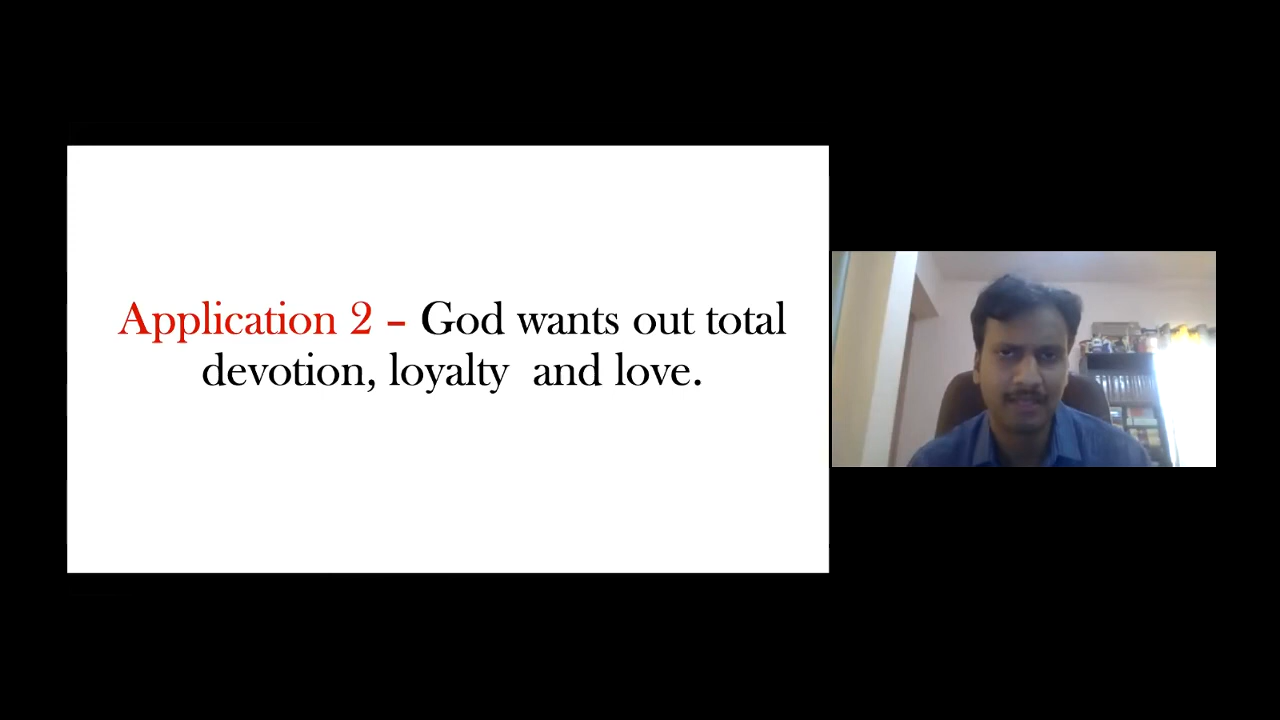 Application 2 – God wants out total
devotion, loyalty  and love.